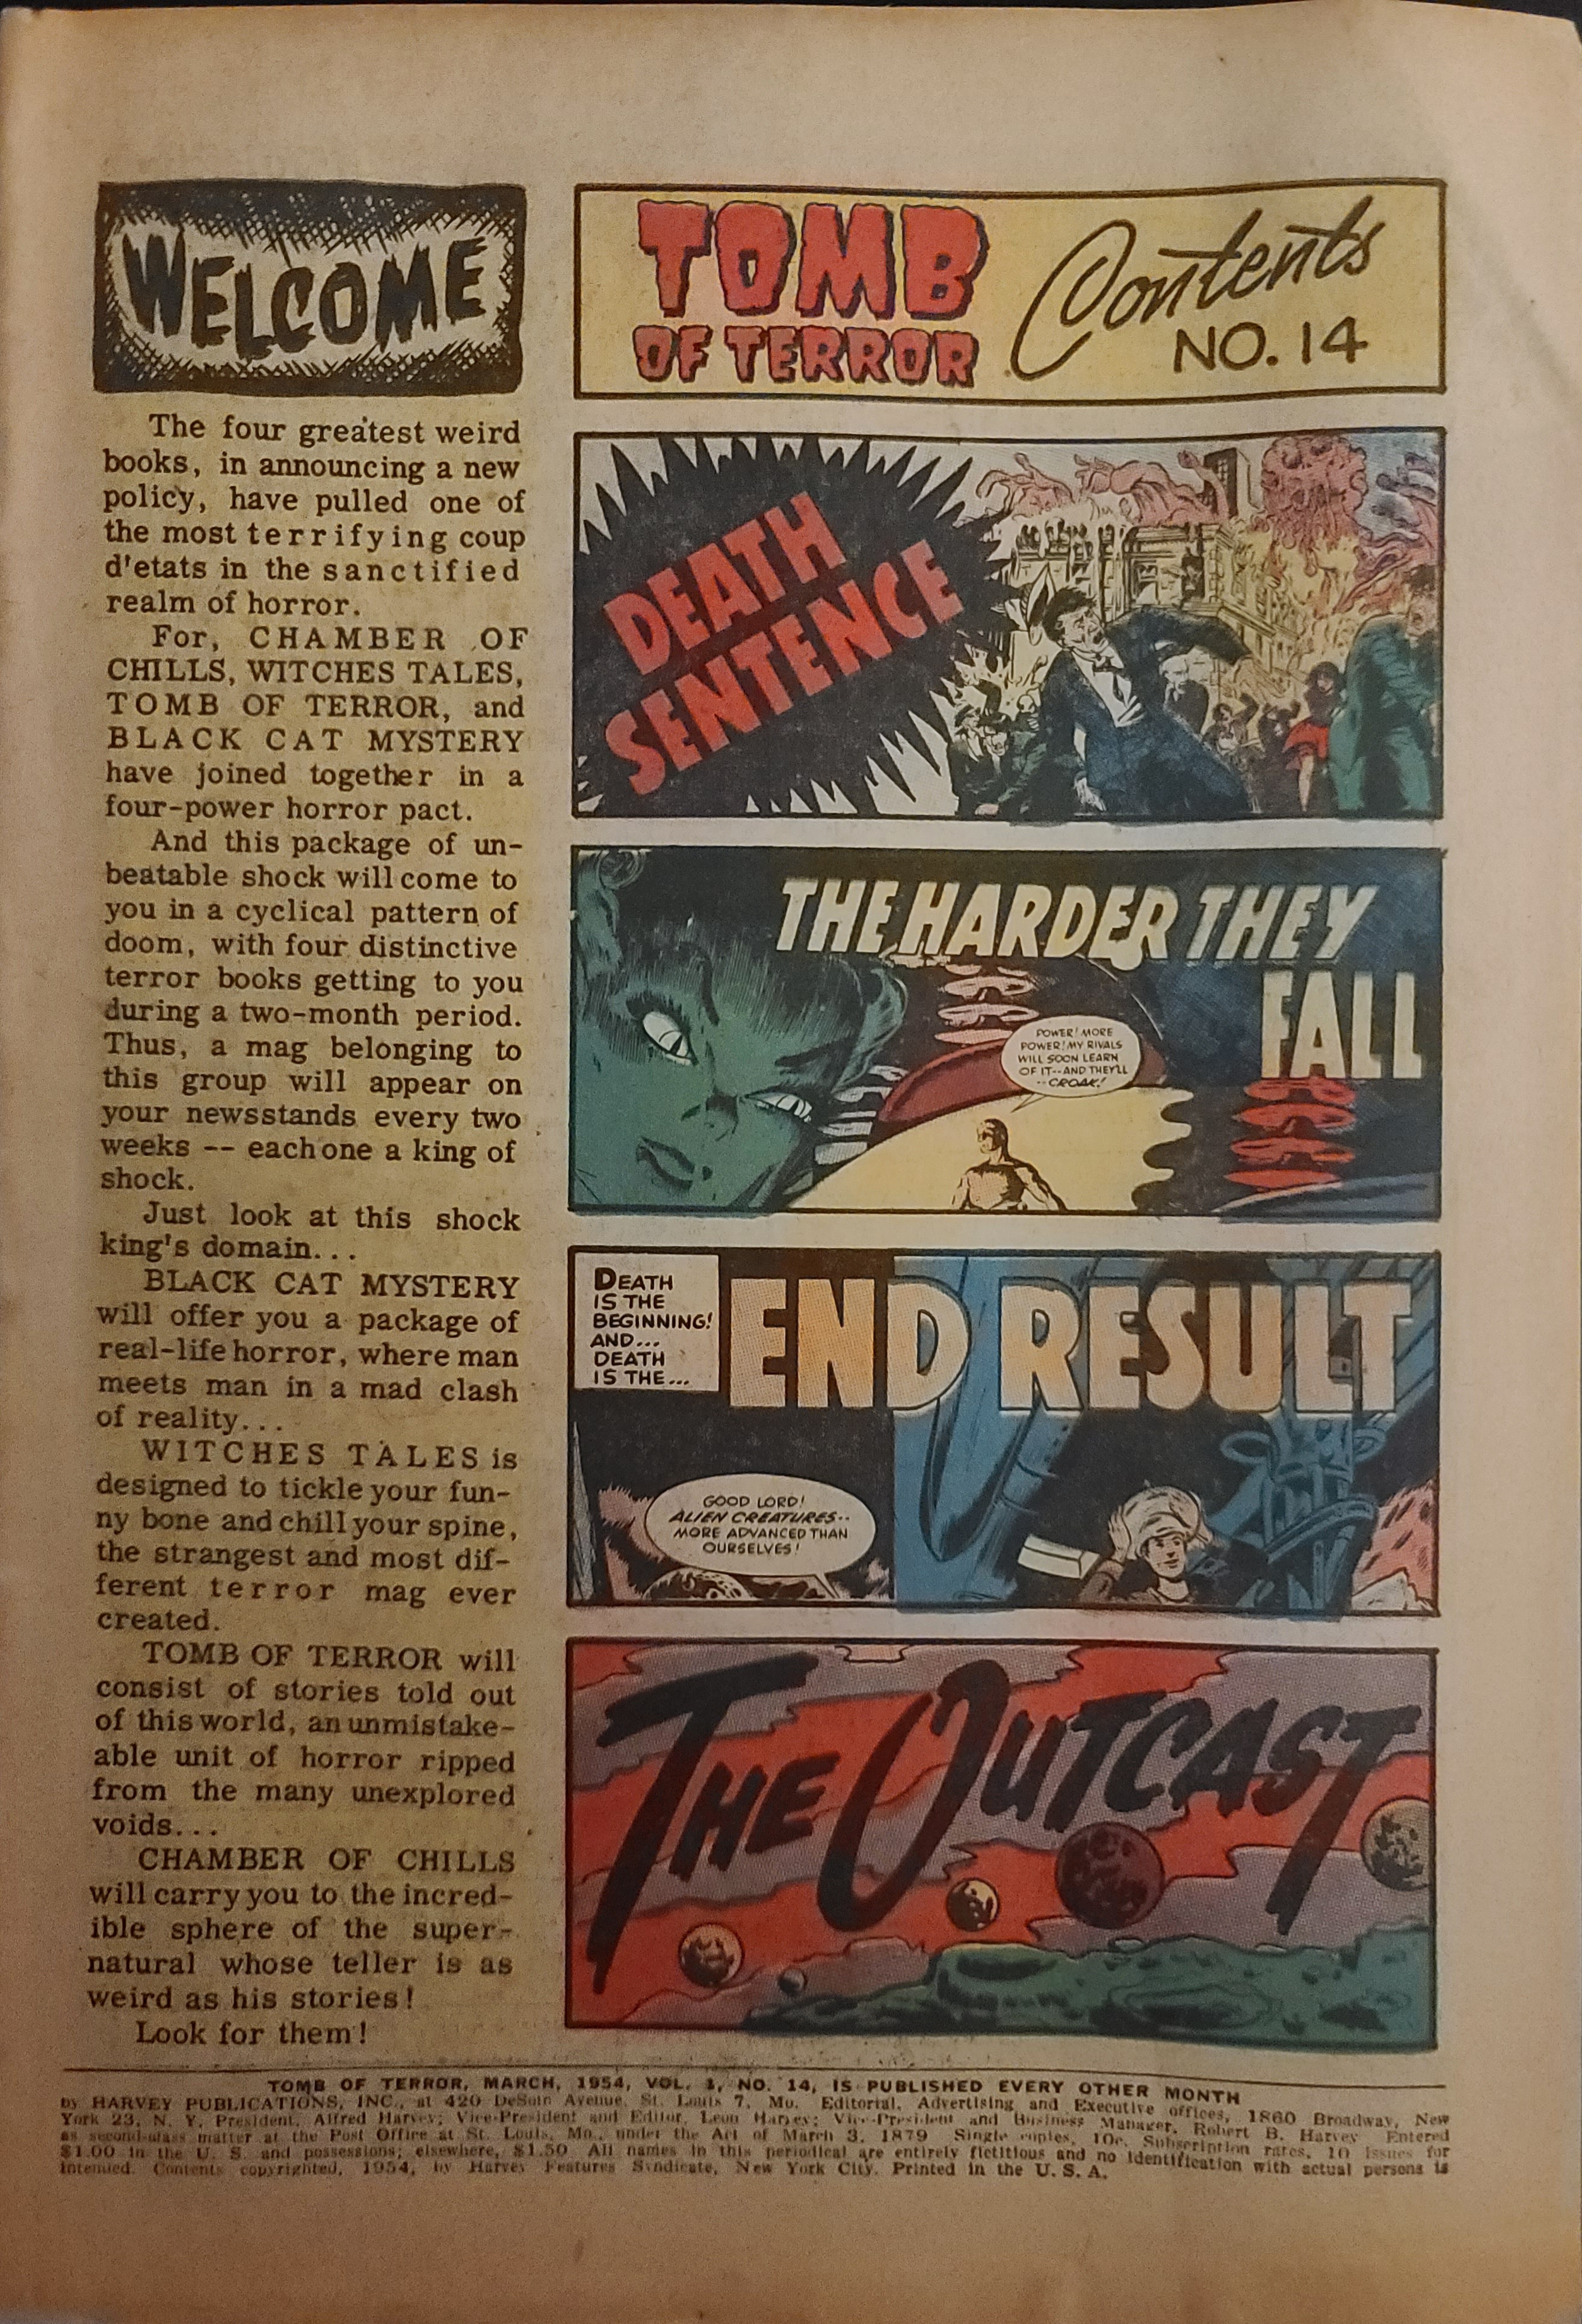 WELCOME
The four greatest weird
books, in announcing a new
policy, have pulled one of
the most terrifying coup
d'etats in the sanctified
realm of horror.
For, CHAMBER OF
CHILLS, WITCHES TALES,
TOMB OF TERROR, and
BLACK CAT MYSTERY
have joined together in a
four-power horror pact.
And this package of un-
beatable shock will come to
you in a cyclical pattern of
doom, with four distinctive
terror books getting to you
during a two-month period.
Thus, a mag belonging to
this group will appear on
your newsstands every two
weeks -- each one a king of
shock.
Just look at this shock
king's domain...
BLACK CAT MYSTERY
will offer you a package of
real-life horror, where man
meets man in a mad clash
of reality...
WITCHES TALES is
designed to tickle your fun-
ny bone and chill your spine,
the strangest and most dif-
ferent terror mag ever
created.
TOMB OF TERROR will
consist of stories told out
of this world, an unmistake-
able unit of horror ripped
from the many unexplored
voids...
CHAMBER OF CHILLS
will carry you to the incred-
ible sphere of the super-
natural whose teller is as
weird as his stories!
Look for them!
TOMB
OF TERROR
Contents
NO. 14
DEATH
SENTENCE
THE HARDER THEY
FALL
POWER! MORE
POWER! MY RIVALS
WILL SOON LEARN
OF IT--AND THEY'LL
--CROAK!
DEATH
IS THE
BEGINNING!
AND...
DEATH
IS THE...
END RESULT
GOOD LORD!
ALIEN CREATURES--
MORE ADVANCED THAN
OURSELVES!
THE OUTCAST
TOMB OF TERROR, MARCH, 1954, VOL. 1, NO. 14, IS PUBLISHED EVERY OTHER MONTH
by HARVEY PUBLICATIONS, INC., at 420 DeSoto Avenue, St. Louis 7, Mo. Editorial, Advertising and Executive offices, 1860 Broadway, New
York 23, N. Y. President, Alfred Harvey; Vice-President and Editor, Leon Harvey; Vice-President and Business Manager, Robert B. Harvey Entered
as second-class matter at the Post Office at St. Louis, Mo., under the Act of March 3, 1879 Single copies, 10c. Subscription rates, 10 issues for
$1.00 in the U. S. and possessions; elsewhere, $1.50 All names in this periodical are entirely fictitious and no identification with actual persons is
intended. Contents copyrighted, 1954, by Harvey Features Syndicate, New York City. Printed in the U. S. A.